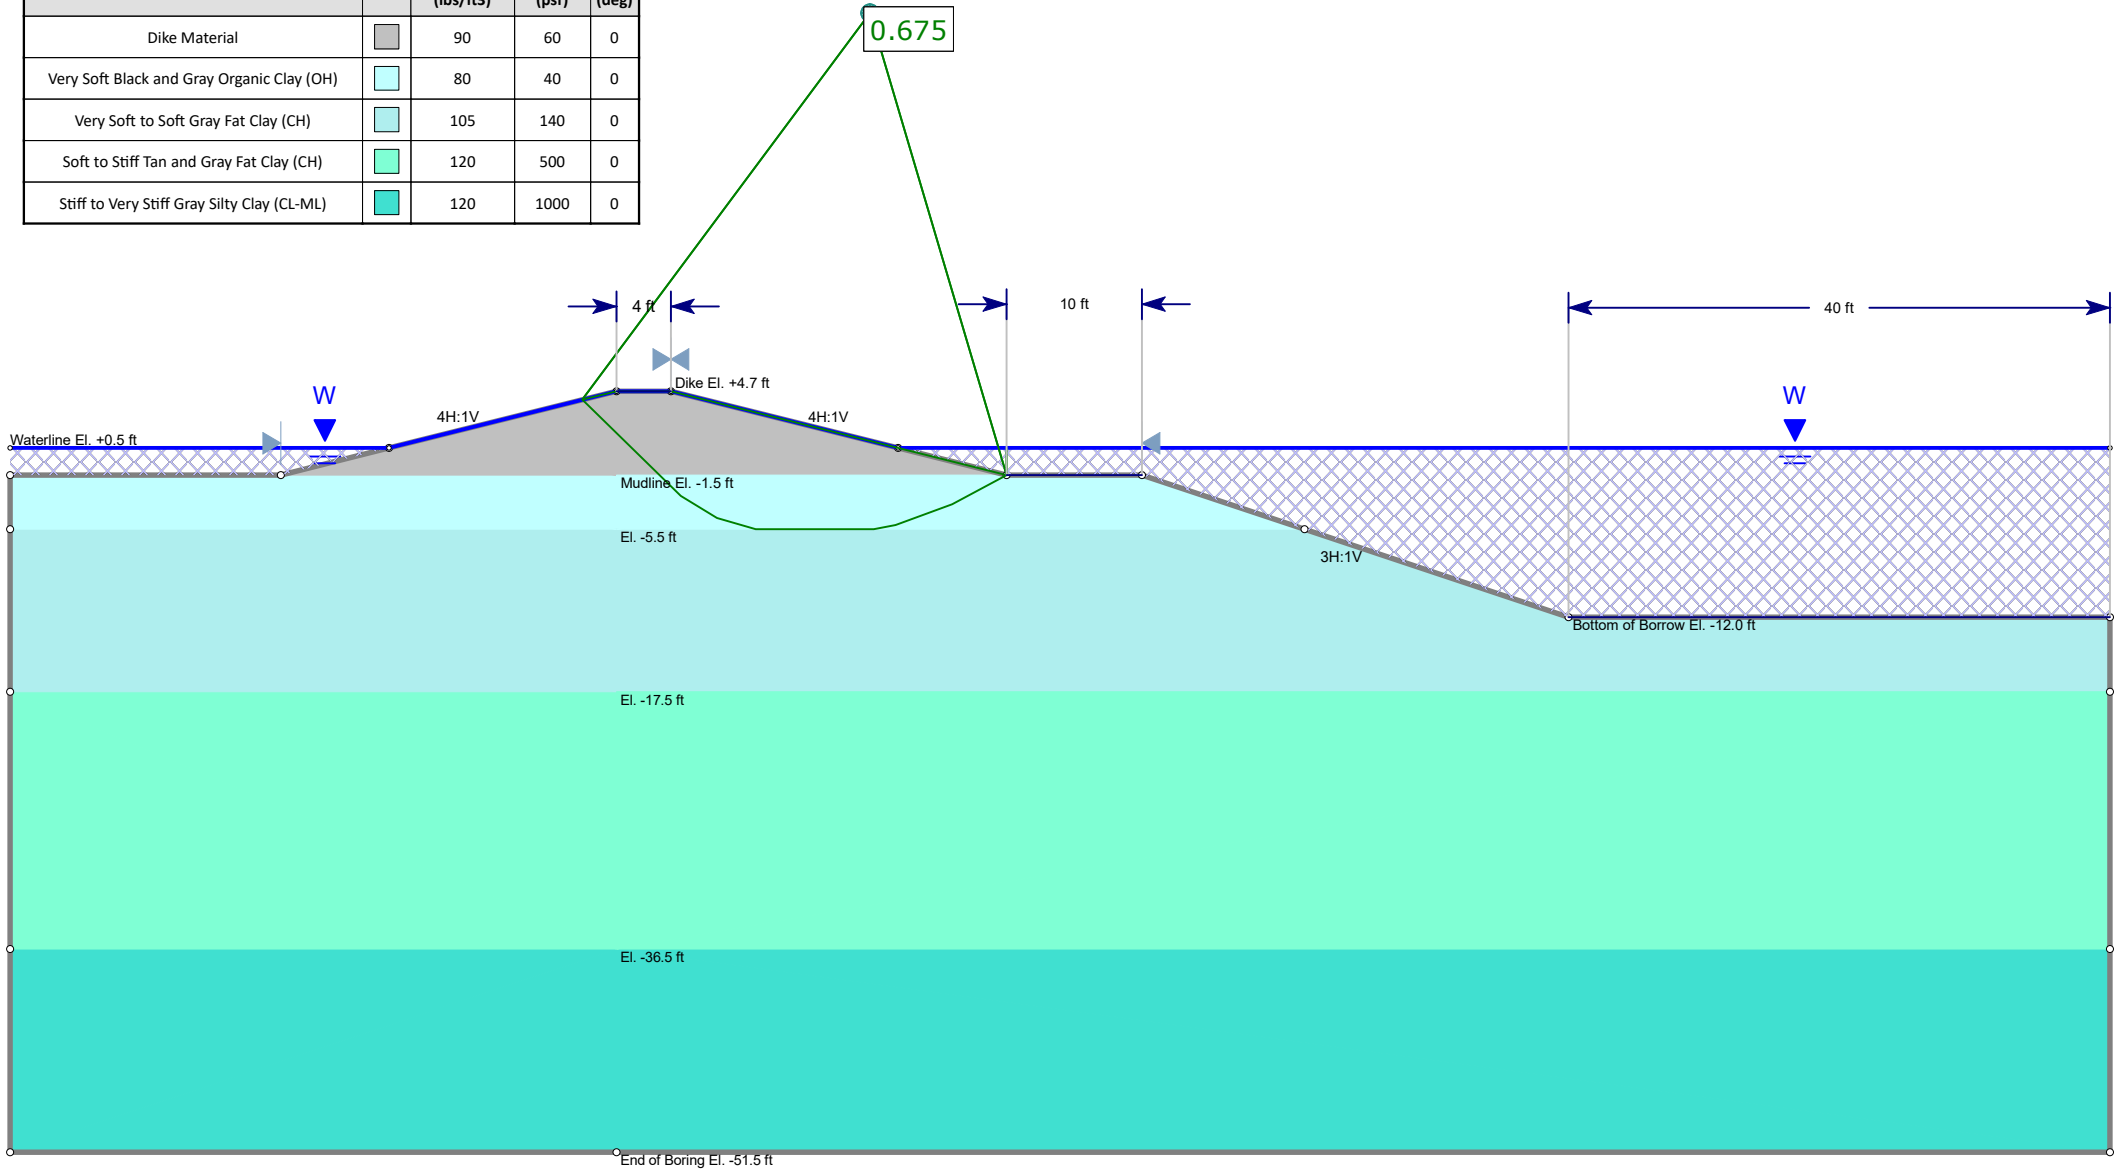 (lbs/ft3) (psf) (deg)
Dike Material 90 60 0
Very Soft Black and Gray Organic Clay (OH) 80 40 0
Very Soft to Soft Gray Fat Clay (CH) 105 140 0
Soft to Stiff Tan and Gray Fat Clay (CH) 120 500 0
Stiff to Very Stiff Gray Silty Clay (CL-ML) 120 1000 0
0.675
4 ft
10 ft
40 ft
Dike El. +4.7 ft
W
W
4H:1V
4H:1V
Waterline El. +0.5 ft
Mudline El. -1.5 ft
El. -5.5 ft
3H:1V
Bottom of Borrow El. -12.0 ft
El. -17.5 ft
El. -36.5 ft
End of Boring El. -51.5 ft